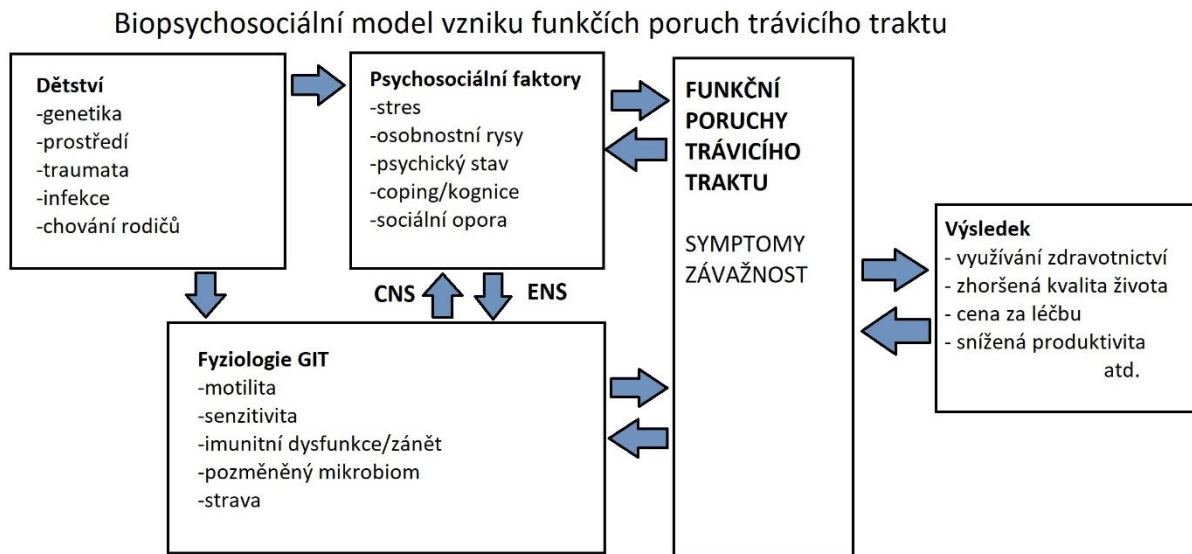 Biopsychosociální model vzniku funkčích poruch trávicího traktu
Dětství
-genetika
-prostředí
-traumata
-infekce
-chování rodičů
Psychosociální faktory
-stres
-osobnostní rysy
-psychický stav
-coping/kognice
-sociální opora
FUNKČNÍ
PORUCHY
TRÁVICÍHO
TRAKTU
SYMPTOMY
ZÁVAŽNOST
Výsledek
- využívání zdravotnictví
- zhoršená kvalita života
- cena za léčbu
- snížená produktivita
atd.
CNS
ENS
Fyziologie GIT
-motilita
-senzitivita
-imunitní dysfunkce/zánět
-pozměněný mikrobiom
-strava